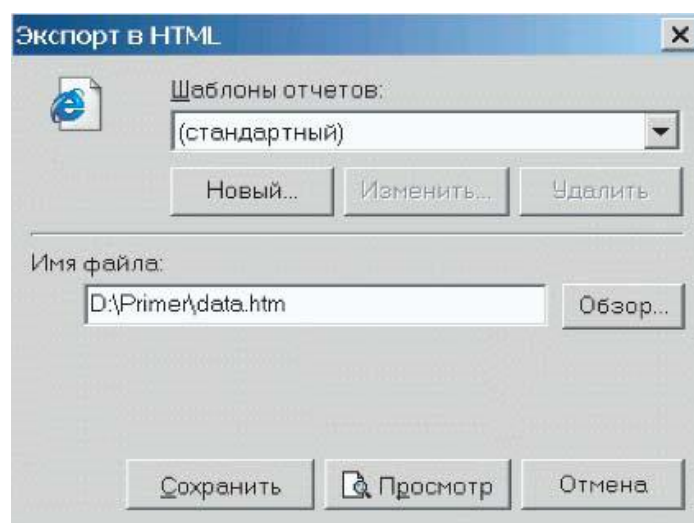 Экспорт в HTML
Шаблоны отчетов:
(стандартный)
Новый... Изменить... Удалить
Имя файла:
D:\Primer\data.htm Обзор...
Сохранить Просмотр Отмена